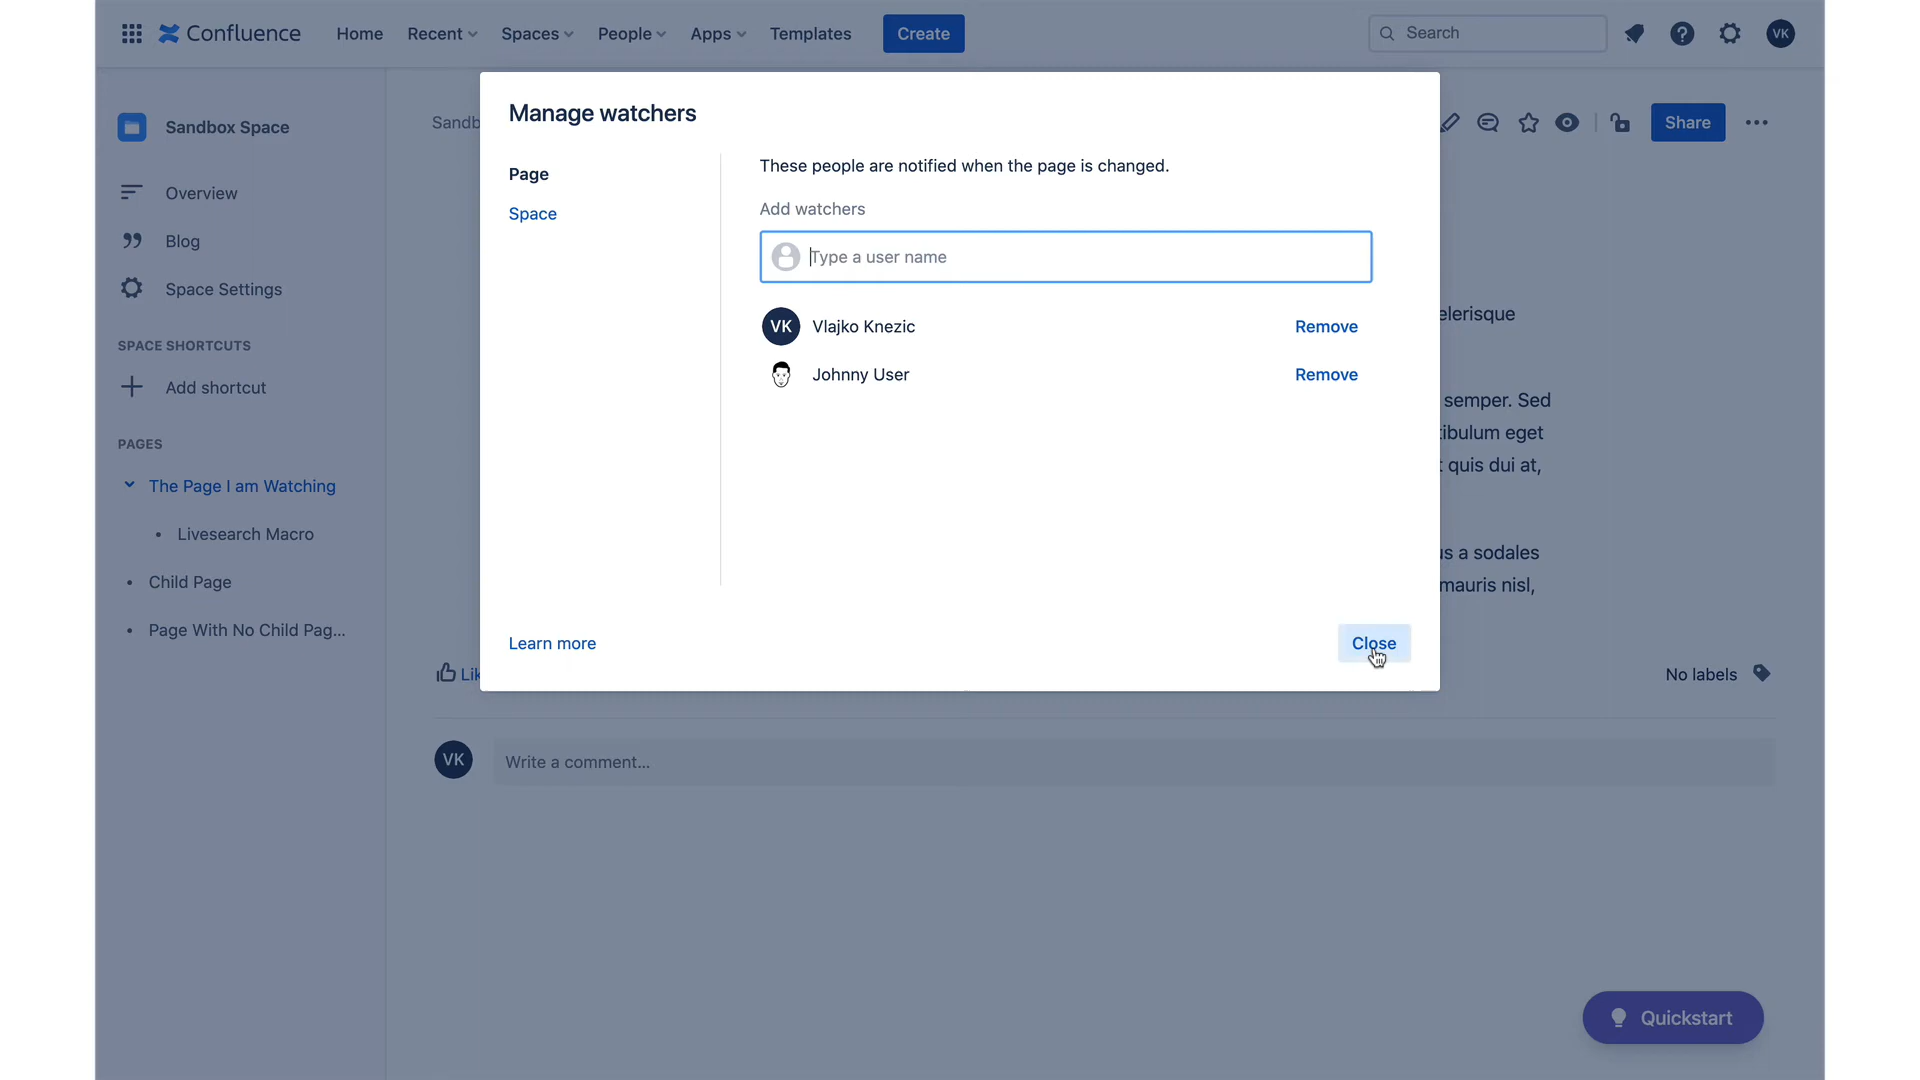 Confluence Home Recent Spaces People Apps Templates Create Search VK
Sandbox Space
Overview
Blog
Space Settings
SPACE SHORTCUTS
Add shortcut
PAGES
The Page I am Watching
Livesearch Macro
Child Page
Page With No Child Pag...
Sandb
Share
Manage watchers
Page
Space
These people are notified when the page is changed.
Add watchers
Type a user name
VK Vlajko Knezic Remove
Johnny User Remove
Learn more
Close
elerisque
semper. Sed
tibulum eget
quis dui at,
us a sodales
mauris nisl,
Lik
No labels
VK Write a comment...
Quickstart